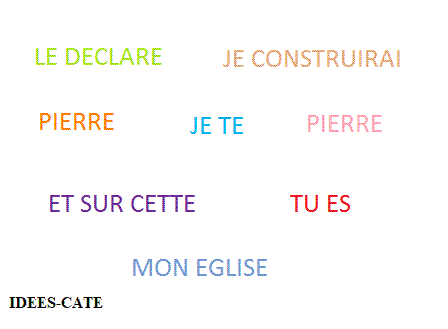 LE DECLARE
JE CONSTRUIRAI
PIERRE
JE TE
PIERRE
ET SUR CETTE
TU ES
MON EGLISE
IDEES-CATE